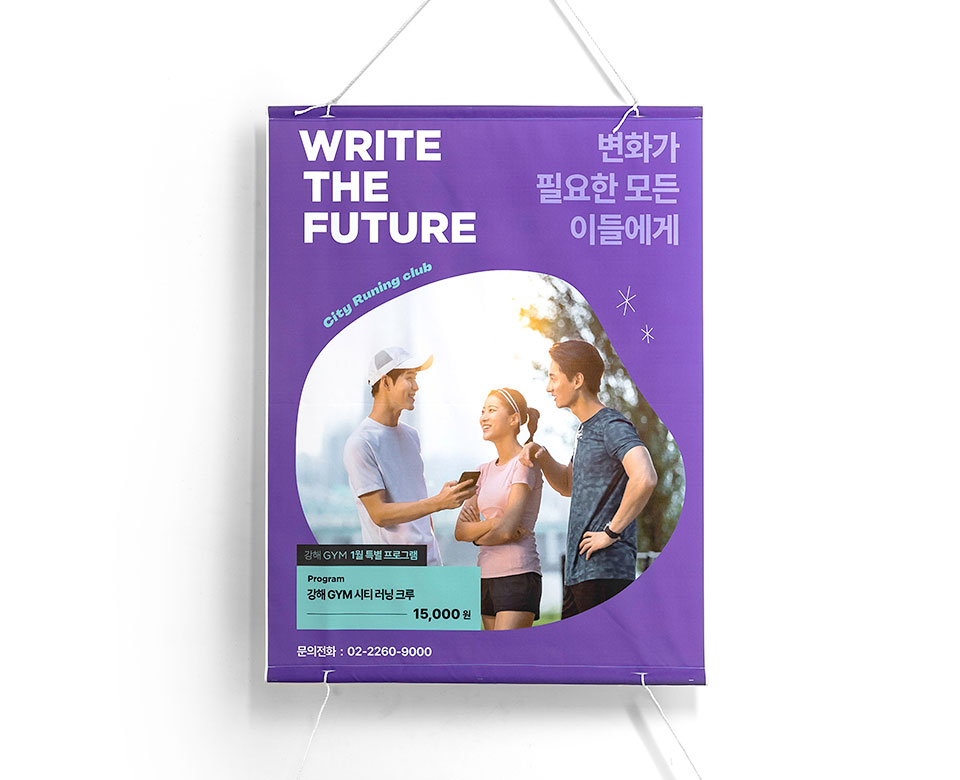 WRITE
THE
FUTURE
변화가
필요한 모든
이들에게
City Runing club
강해 GYM 1월 특별 프로그램
Program
강해 GYM 시티 러닝 크루
15,000 원
문의전화 : 02-2260-9000